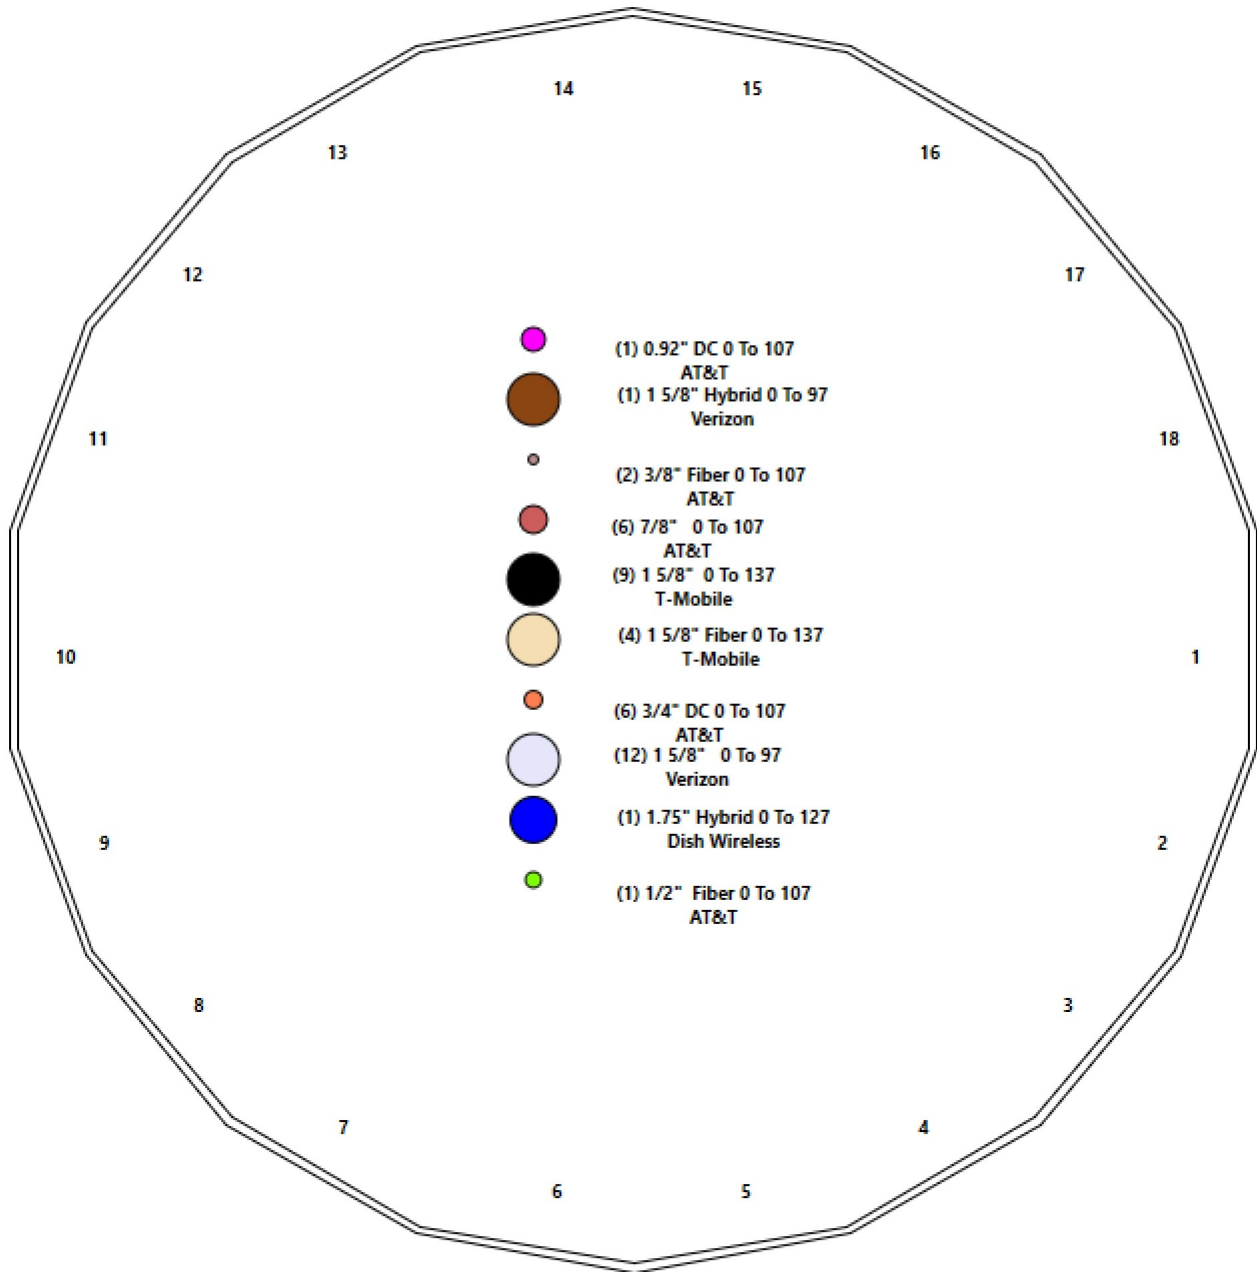 14
15
13
16
12
17
(1) 0.92" DC 0 To 107
AT&T
(1) 1 5/8" Hybrid 0 To 97
Verizon
11
18
(2) 3/8" Fiber 0 To 107
AT&T
(6) 7/8" 0 To 107
AT&T
(9) 1 5/8" 0 To 137
T-Mobile
(4) 1 5/8" Fiber 0 To 137
T-Mobile
10
1
(6) 3/4" DC 0 To 107
AT&T
(12) 1 5/8" 0 To 97
Verizon
(1) 1.75" Hybrid 0 To 127
Dish Wireless
9
2
(1) 1/2" Fiber 0 To 107
AT&T
8
3
7
4
6
5